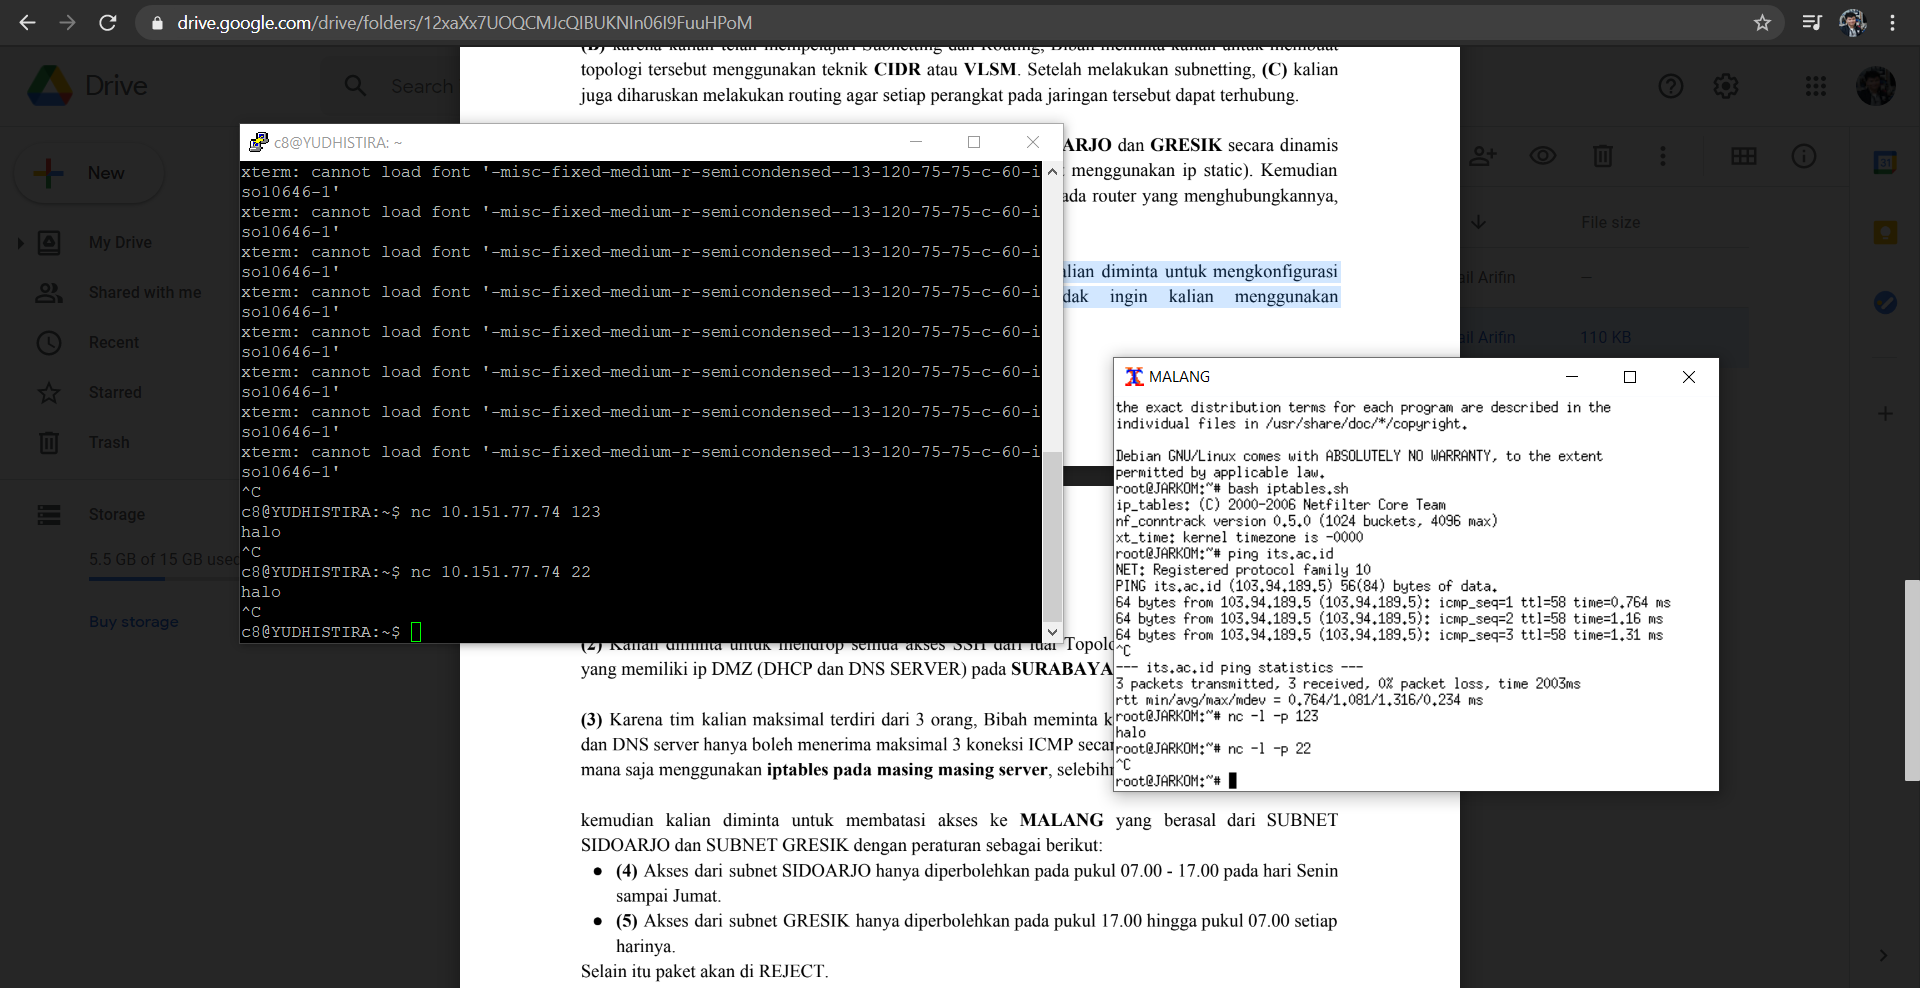 drive.google.com/drive/folders/12xaXx7UOQCMJcQIBUKNIn06I9FuuHPoM
Drive
Search
New
My Drive
Shared with me
Recent
Starred
Trash
Storage
5.5 GB of 15 GB used
Buy storage
File size
ail Arifin
—
ail Arifin
110 KB
31
(B) karena kalian telah mempelajari Subnetting dan Routing, Bibah meminta kalian untuk membuat
topologi tersebut menggunakan teknik CIDR atau VLSM. Setelah melakukan subnetting, (C) kalian
juga diharuskan melakukan routing agar setiap perangkat pada jaringan tersebut dapat terhubung.
ARJO dan GRESIK secara dinamis
menggunakan ip static). Kemudian
ada router yang menghubungkannya,
alian diminta untuk mengkonfigurasi
dak ingin kalian menggunakan
c8@YUDHISTIRA: ~
xterm: cannot load font '-misc-fixed-medium-r-semicondensed--13-120-75-75-c-60-i
so10646-1'
xterm: cannot load font '-misc-fixed-medium-r-semicondensed--13-120-75-75-c-60-i
so10646-1'
xterm: cannot load font '-misc-fixed-medium-r-semicondensed--13-120-75-75-c-60-i
so10646-1'
xterm: cannot load font '-misc-fixed-medium-r-semicondensed--13-120-75-75-c-60-i
so10646-1'
xterm: cannot load font '-misc-fixed-medium-r-semicondensed--13-120-75-75-c-60-i
so10646-1'
xterm: cannot load font '-misc-fixed-medium-r-semicondensed--13-120-75-75-c-60-i
so10646-1'
xterm: cannot load font '-misc-fixed-medium-r-semicondensed--13-120-75-75-c-60-i
so10646-1'
xterm: cannot load font '-misc-fixed-medium-r-semicondensed--13-120-75-75-c-60-i
so10646-1'
^C
c8@YUDHISTIRA:~$ nc 10.151.77.74 123
halo
^C
c8@YUDHISTIRA:~$ nc 10.151.77.74 22
halo
^C
c8@YUDHISTIRA:~$
MALANG
the exact distribution terms for each program are described in the
individual files in /usr/share/doc/*/copyright.
Debian GNU/Linux comes with ABSOLUTELY NO WARRANTY, to the extent
permitted by applicable law.
root@JARKOM:~# bash iptables.sh
ip_tables: (C) 2000-2006 Netfilter Core Team
nf_conntrack version 0.5.0 (1024 buckets, 4096 max)
xt_time: kernel timezone is -0000
root@JARKOM:~# ping its.ac.id
NET: Registered protocol family 10
PING its.ac.id (103.94.189.5) 56(84) bytes of data.
64 bytes from 103.94.189.5 (103.94.189.5): icmp_seq=1 ttl=58 time=0.764 ms
64 bytes from 103.94.189.5 (103.94.189.5): icmp_seq=2 ttl=58 time=1.16 ms
64 bytes from 103.94.189.5 (103.94.189.5): icmp_seq=3 ttl=58 time=1.31 ms
^C
--- its.ac.id ping statistics ---
3 packets transmitted, 3 received, 0% packet loss, time 2003ms
rtt min/avg/max/mdev = 0.764/1.081/1.316/0.234 ms
root@JARKOM:~# nc -l -p 123
halo
root@JARKOM:~# nc -l -p 22
^C
root@JARKOM:~#
(2) Kalian diminta untuk mendrop semua akses SSH dari luar Topolo
yang memiliki ip DMZ (DHCP dan DNS SERVER) pada SURABAYA
(3) Karena tim kalian maksimal terdiri dari 3 orang, Bibah meminta k
dan DNS server hanya boleh menerima maksimal 3 koneksi ICMP secar
mana saja menggunakan iptables pada masing masing server, selebihn
kemudian kalian diminta untuk membatasi akses ke MALANG yang berasal dari SUBNET
SIDOARJO dan SUBNET GRESIK dengan peraturan sebagai berikut:
● (4) Akses dari subnet SIDOARJO hanya diperbolehkan pada pukul 07.00 - 17.00 pada hari Senin
sampai Jumat.
● (5) Akses dari subnet GRESIK hanya diperbolehkan pada pukul 17.00 hingga pukul 07.00 setiap
harinya.
Selain itu paket akan di REJECT.